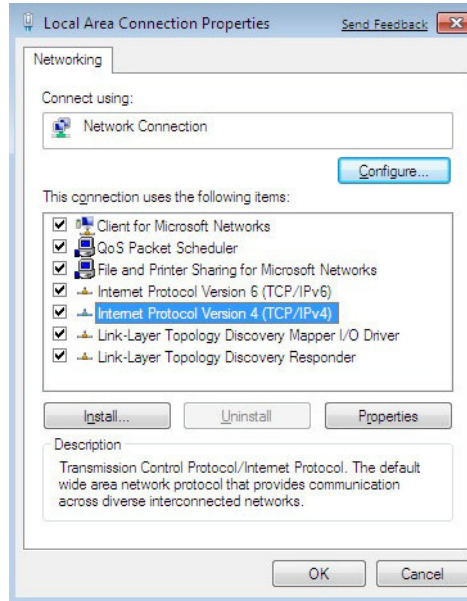 Local Area Connection Properties
Send Feedback
Networking
Connect using:
Network Connection
Configure...
This connection uses the following items:
Client for Microsoft Networks
QoS Packet Scheduler
File and Printer Sharing for Microsoft Networks
Internet Protocol Version 6 (TCP/IPv6)
Internet Protocol Version 4 (TCP/IPv4)
Link-Layer Topology Discovery Mapper I/O Driver
Link-Layer Topology Discovery Responder
Install...
Uninstall
Properties
Description
Transmission Control Protocol/Internet Protocol. The default
wide area network protocol that provides communication
across diverse interconnected networks.
OK
Cancel